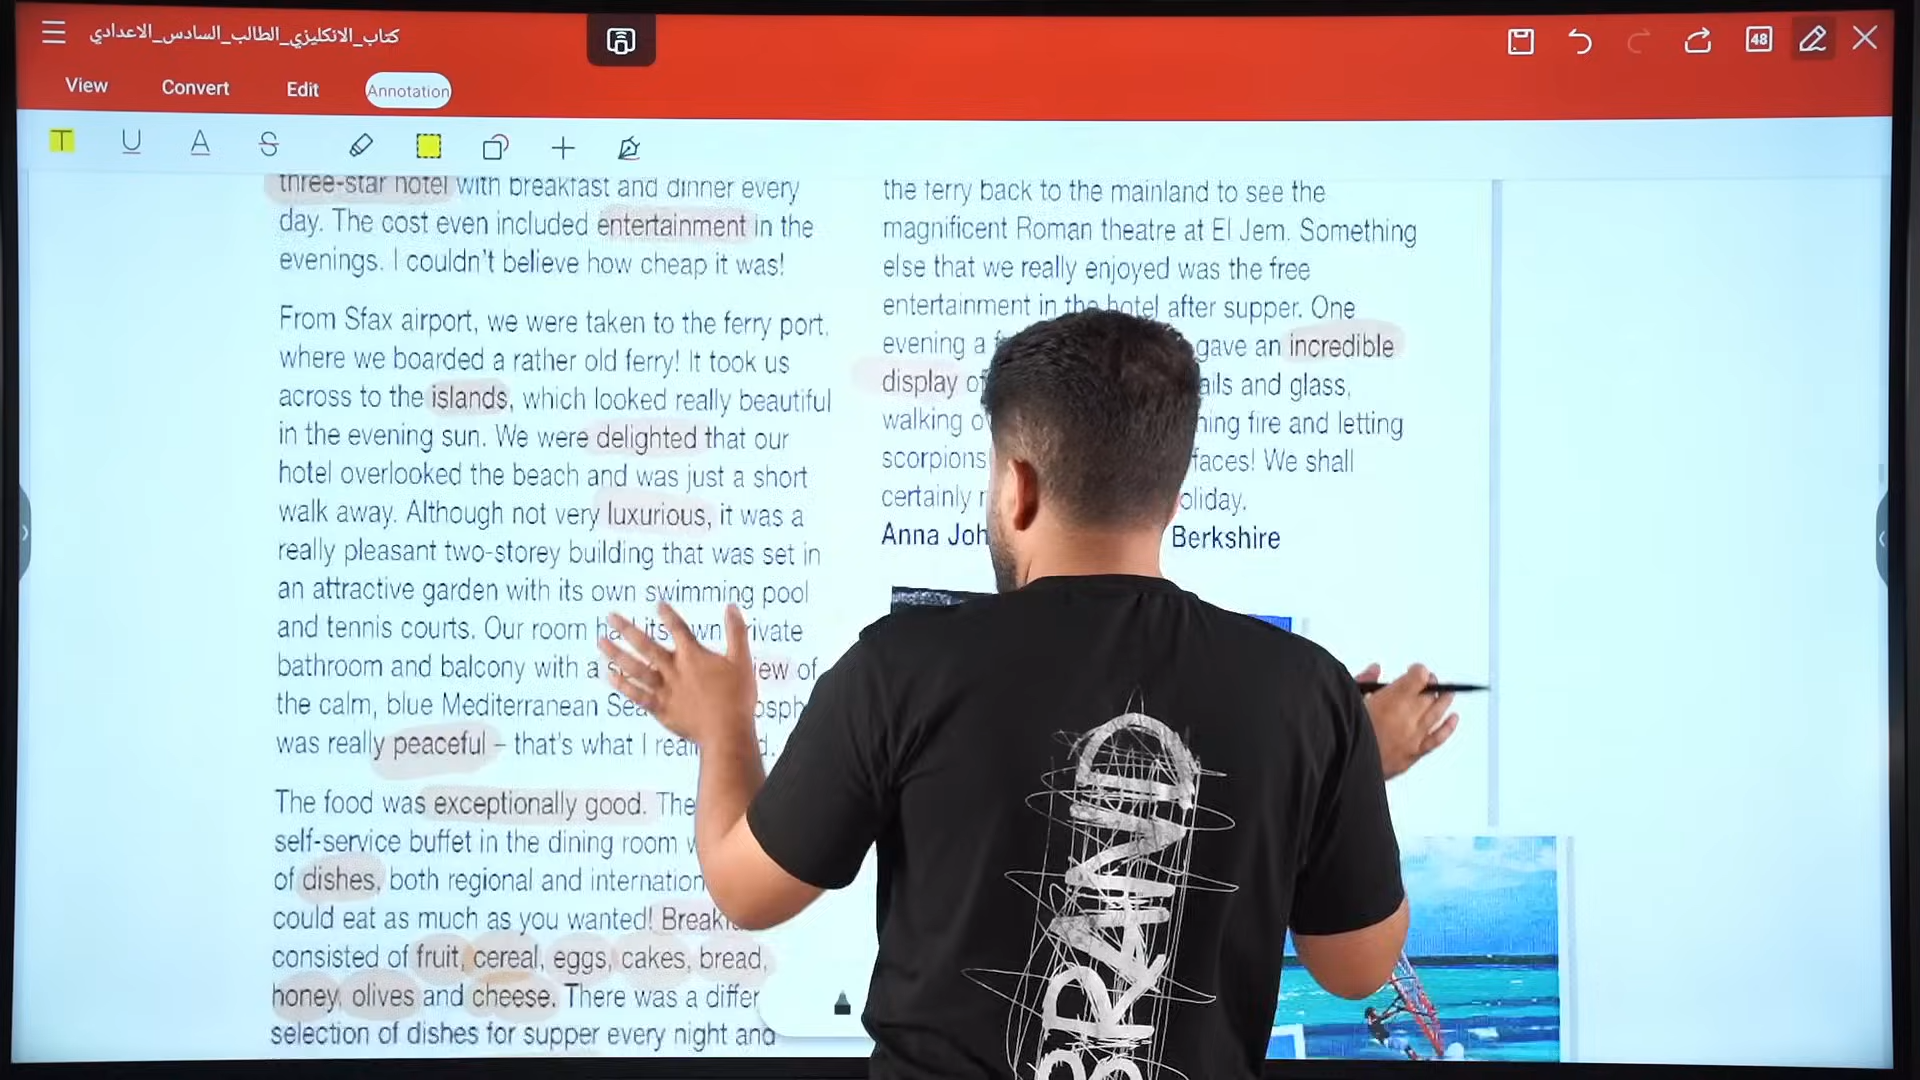 كتاب_الانكليزي_الطالب_السادس_الاعدادي
48
View Convert Edit Annotation
T U A S
three-star hotel with breakfast and dinner every
day. The cost even included entertainment in the
evenings. I couldn't believe how cheap it was!
From Sfax airport, we were taken to the ferry port,
where we boarded a rather old ferry! It took us
across to the islands, which looked really beautiful
in the evening sun. We were delighted that our
hotel overlooked the beach and was just a short
walk away. Although not very luxurious, it was a
really pleasant two-storey building that was set in
an attractive garden with its own swimming pool
and tennis courts. Our room had its own private
bathroom and balcony with a view of
the calm, blue Mediterranean Sea
was really peaceful – that's what I
The food was exceptionally good. The
self-service buffet in the dining room
of dishes, both regional and
could eat as much as you wanted!
consisted of fruit, cereal, eggs, cakes, bread,
honey, olives and cheese. There was a
selection of dishes for supper every night and
the ferry back to the mainland to see the
magnificent Roman theatre at El Jem. Something
else that we really enjoyed was the free
entertainment in the hotel after supper. One
evening a gave an incredible
display and glass,
walking fire and letting
scorpions faces! We shall
certainly
Anna Berkshire
BRAND